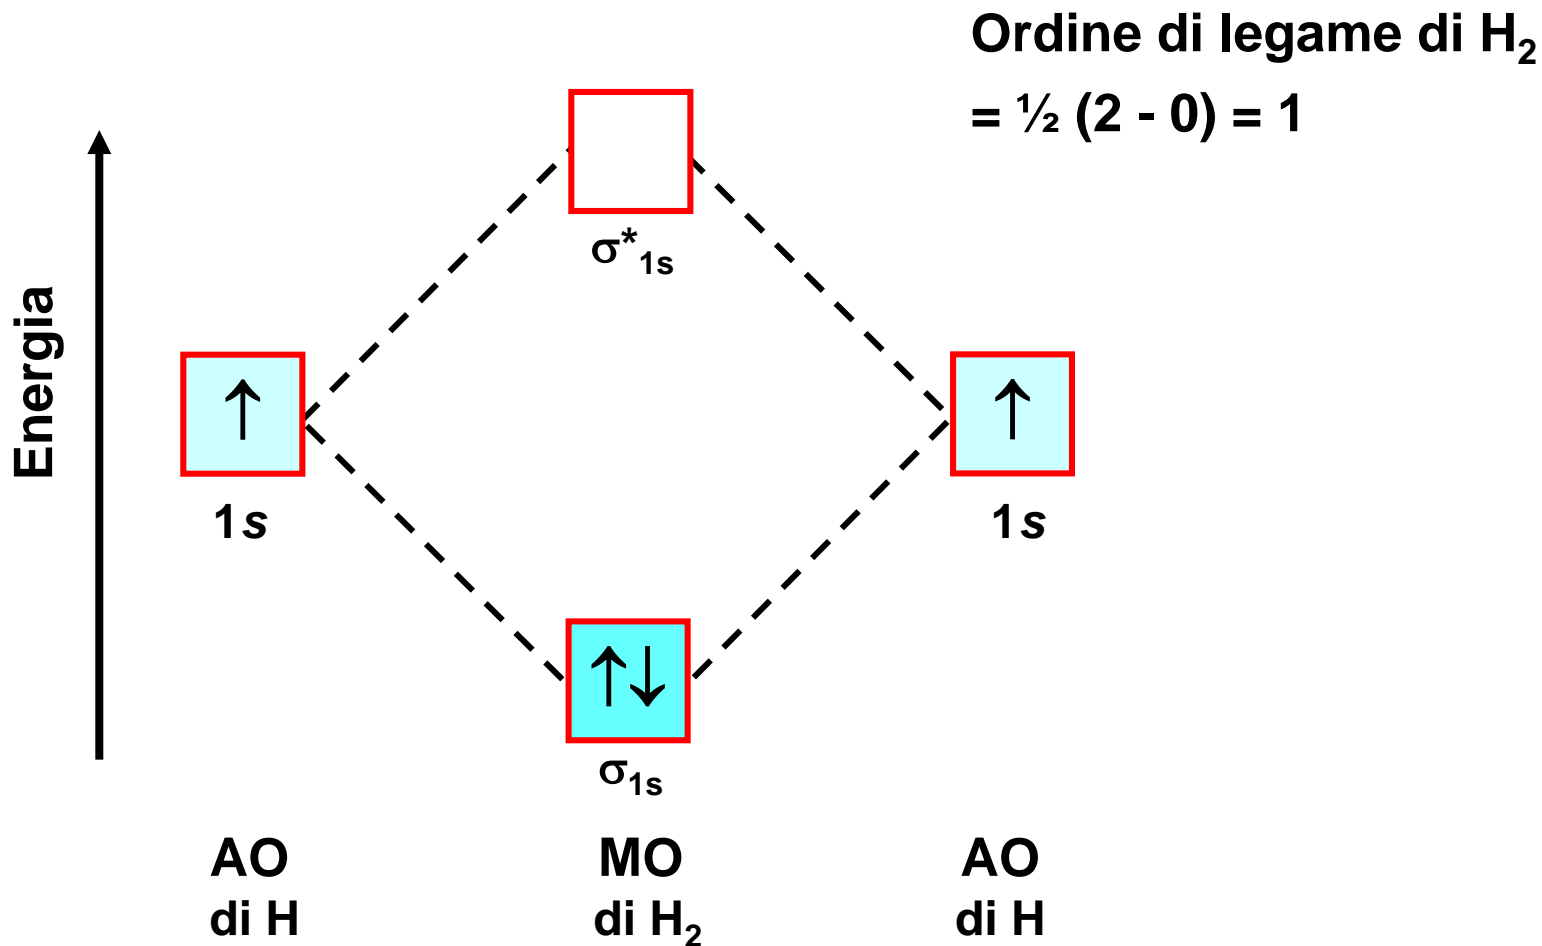 Ordine di legame di H₂
= ½ (2 - 0) = 1
σ*₁ₛ
Energia
↑
↑
1s
1s
↑↓
σ₁ₛ
AO
di H
MO
di H₂
AO
di H